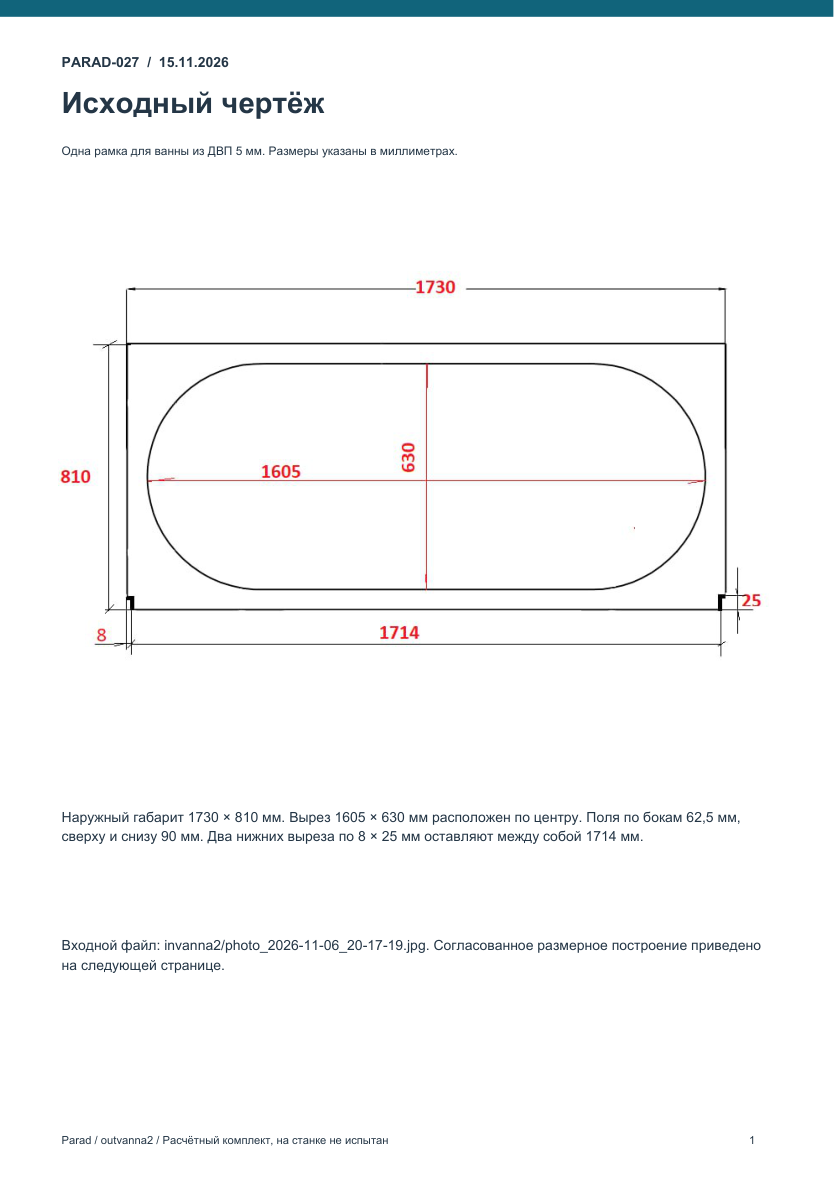 PARAD-027 / 15.11.2026
Исходный чертёж
Одна рамка для ванны из ДВП 5 мм. Размеры указаны в миллиметрах.
1730
810
1605
630
25
8
1714
Наружный габарит 1730 × 810 мм. Вырез 1605 × 630 мм расположен по центру. Поля по бокам 62,5 мм,
сверху и снизу 90 мм. Два нижних выреза по 8 × 25 мм оставляют между собой 1714 мм.
Входной файл: invanna2/photo_2026-11-06_20-17-19.jpg. Согласованное размерное построение приведено
на следующей странице.
Parad / outvanna2 / Расчётный комплект, на станке не испытан 1